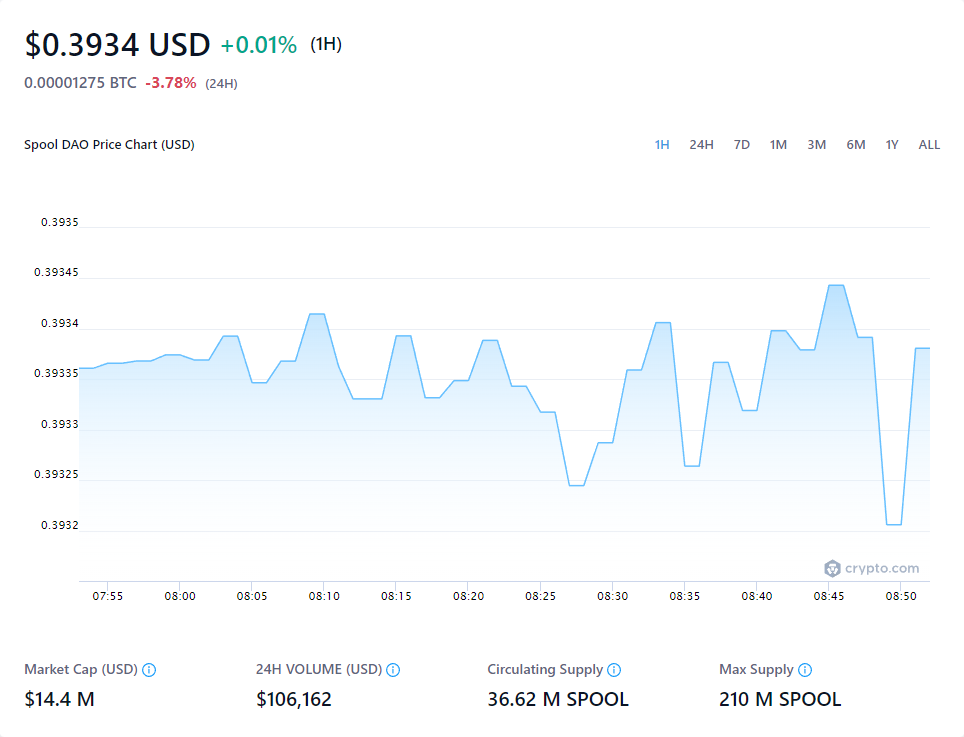 $0.3934 USD +0.01% (1H)
0.00001275 BTC -3.78% (24H)
Spool DAO Price Chart (USD) 1H 24H 7D 1M 3M 6M 1Y ALL
0.3935
0.39345
0.3934
0.39335
0.3933
0.39325
0.3932
crypto.com
07:55 08:00 08:05 08:10 08:15 08:20 08:25 08:30 08:35 08:40 08:45 08:50
Market Cap (USD) 24H VOLUME (USD) Circulating Supply Max Supply
$14.4 M $106,162 36.62 M SPOOL 210 M SPOOL